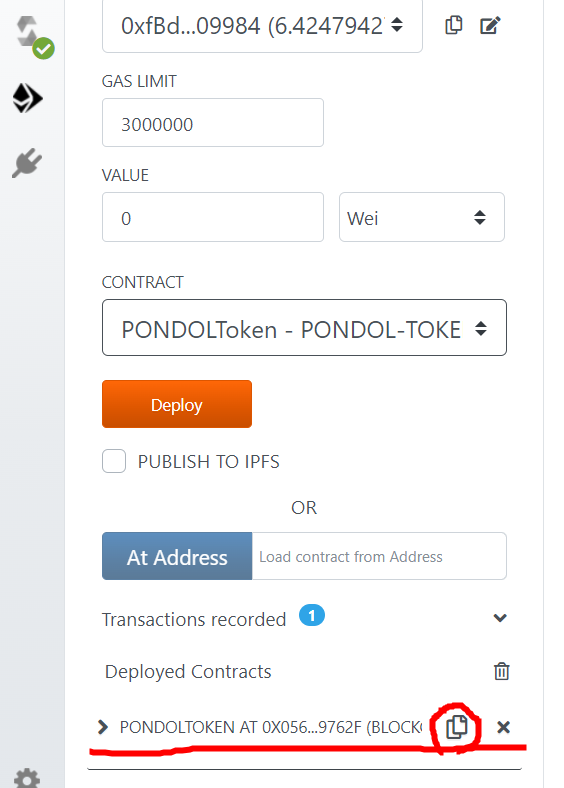 0xfBd...09984 (6.4247942
GAS LIMIT
3000000
VALUE
0
Wei
CONTRACT
PONDOLToken - PONDOL-TOKE
Deploy
PUBLISH TO IPFS
OR
At Address
Load contract from Address
Transactions recorded 1
Deployed Contracts
PONDOLTOKEN AT 0X056...9762F (BLOCK